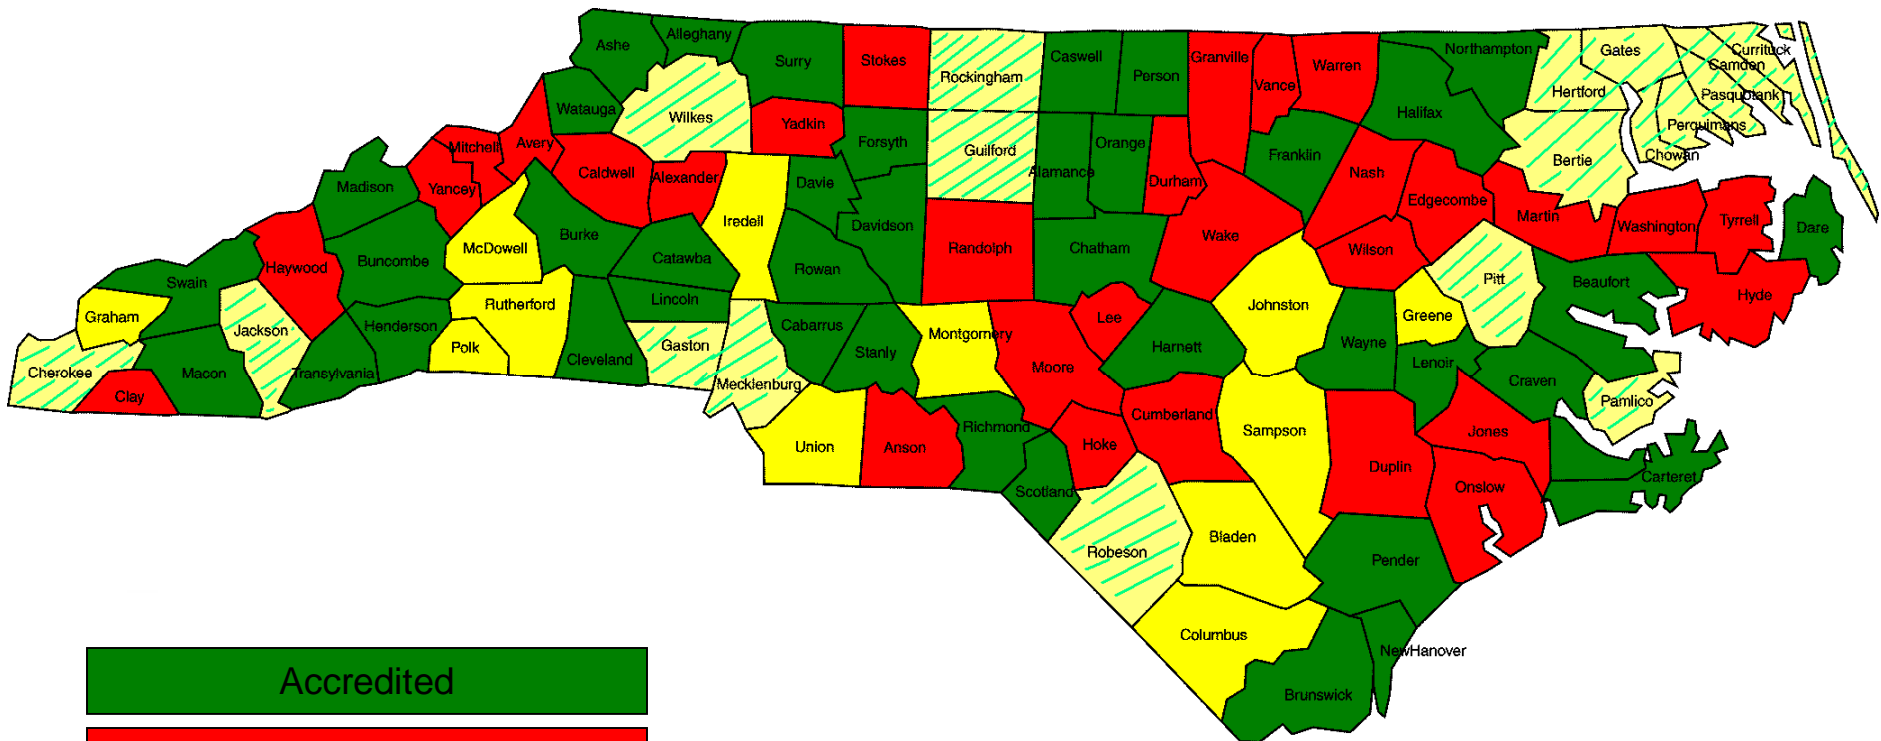 Ashe
Alleghany
Surry
Stokes
Rockingham
Caswell
Person
Granville
Vance
Warren
Northampton
Gates
Currituck
Camden
Hertford
Pasquotank
Halifax
Perquimans
Chowan
Bertie
Watauga
Wilkes
Yadkin
Forsyth
Guilford
Alamance
Orange
Durham
Franklin
Nash
Edgecombe
Martin
Washington
Tyrrell
Dare
Mitchell
Avery
Yancey
Madison
Caldwell
Alexander
Iredell
Davie
Davidson
Randolph
Chatham
Wake
Wilson
Pitt
Beaufort
Hyde
McDowell
Burke
Catawba
Rowan
Buncombe
Haywood
Swain
Graham
Jackson
Henderson
Rutherford
Polk
Cleveland
Lincoln
Gaston
Cabarrus
Stanly
Montgomery
Moore
Lee
Harnett
Johnston
Greene
Wayne
Lenoir
Craven
Pamlico
Cherokee
Clay
Macon
Transylvania
Mecklenburg
Union
Anson
Richmond
Scotland
Hoke
Cumberland
Sampson
Duplin
Jones
Onslow
Carteret
Robeson
Bladen
Pender
Columbus
NewHanover
Brunswick
Accredited